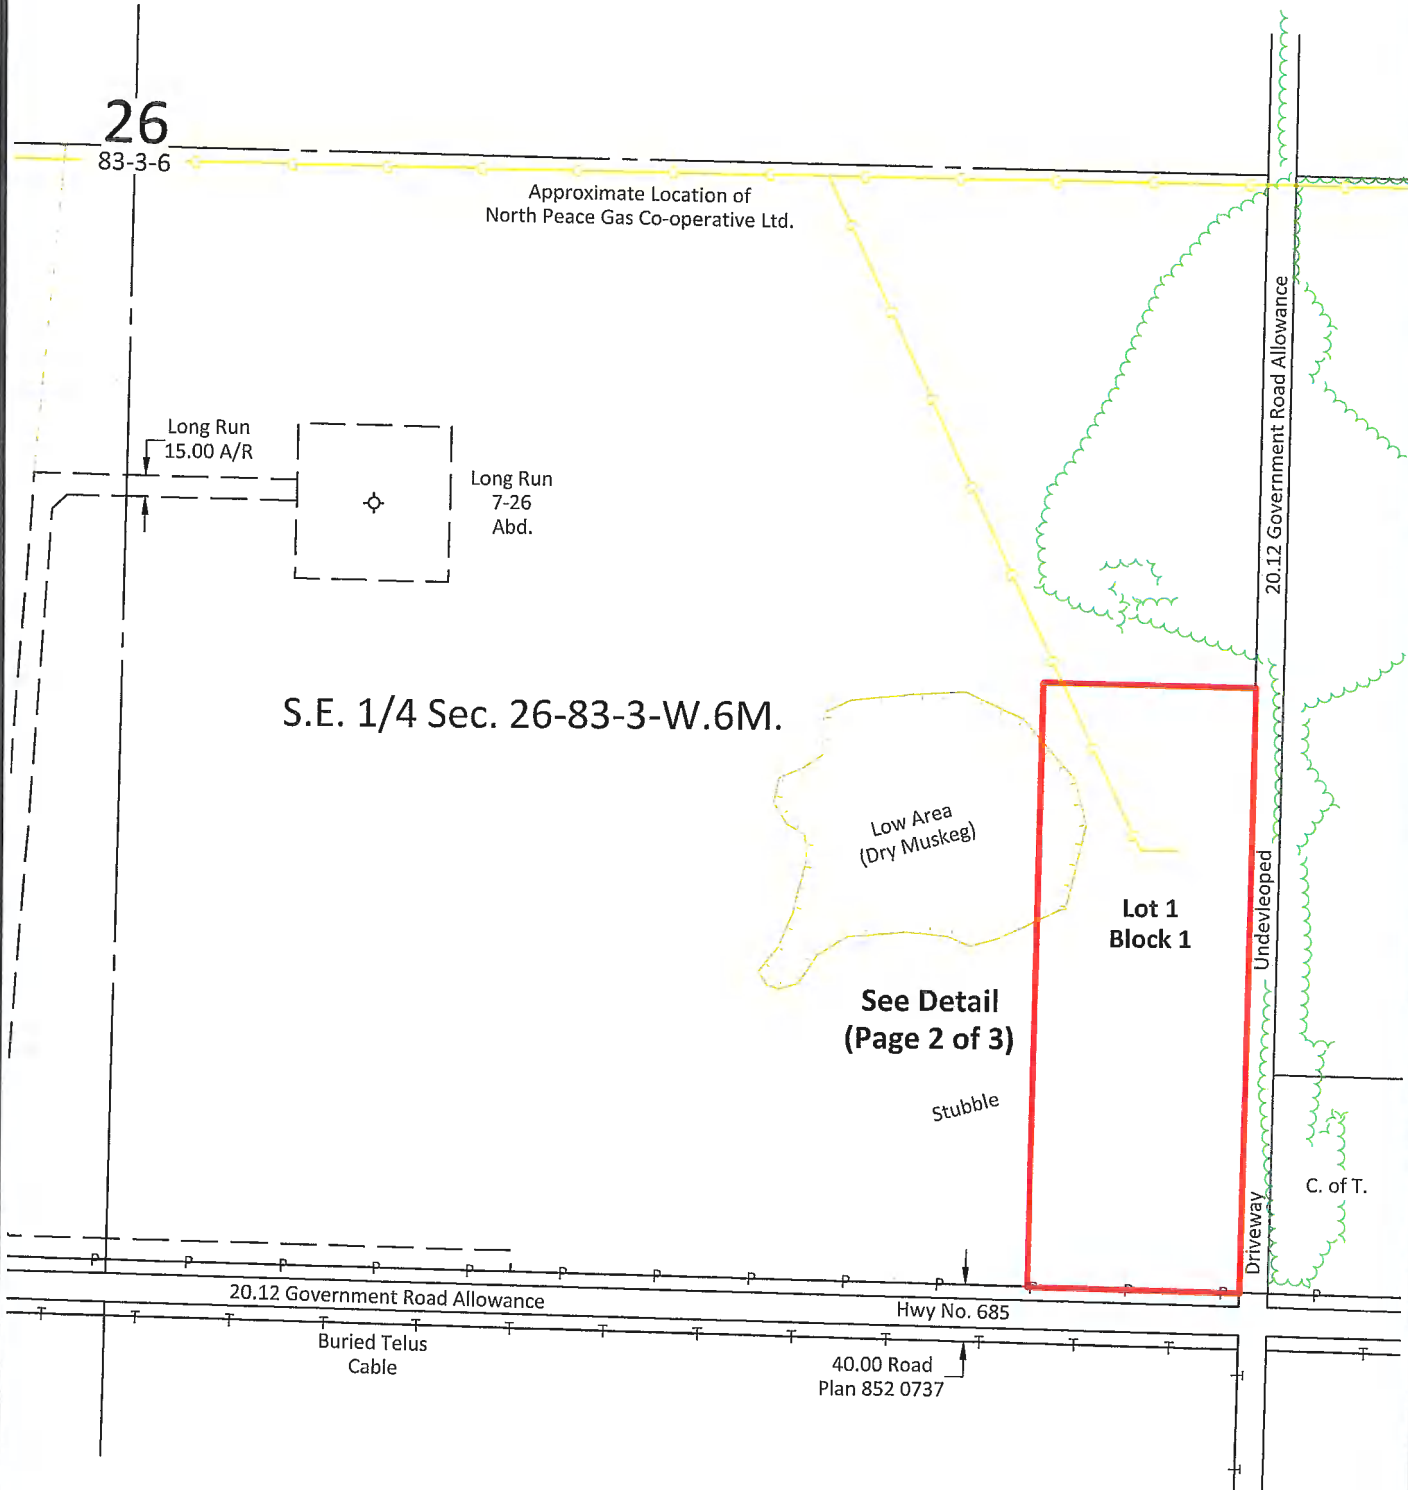 26
83-3-6
Approximate Location of
North Peace Gas Co-operative Ltd.
20.12 Government Road Allowance
Long Run
15.00 A/R
Long Run
7-26
Abd.
S.E. 1/4 Sec. 26-83-3-W.6M.
Low Area
(Dry Muskeg)
Lot 1
Block 1
Undevleoped
See Detail
(Page 2 of 3)
Stubble
C. of T.
Driveway
P P P P P P P P P P P P P P
20.12 Government Road Allowance
Hwy No. 685
T T T T T T T T T T T T T T
Buried Telus
Cable
40.00 Road
Plan 852 0737
T
T